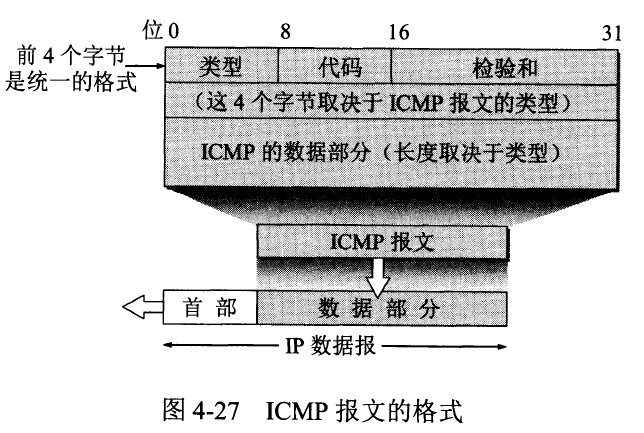 位 0 8 16 31
前 4 个字节
是统一的格式
类型 代码 检验和
(这 4 个字节取决于 ICMP 报文的类型)
ICMP 的数据部分(长度取决于类型)
ICMP 报文
首 部 数 据 部 分
IP 数据报
图 4-27 ICMP 报文的格式